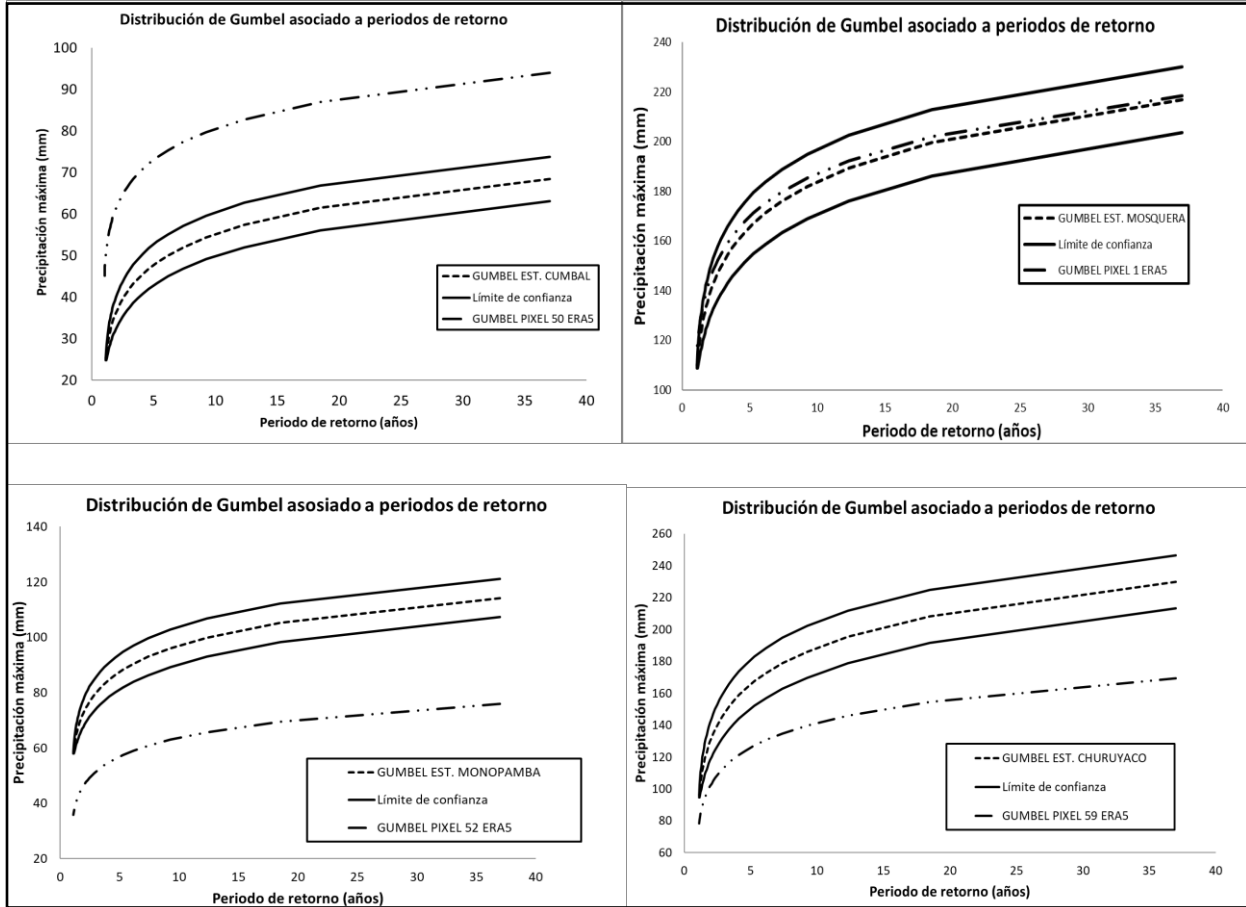 Distribución de Gumbel asociado a periodos de retorno
Precipitación máxima (mm)
100
90
80
70
60
50
40
30
20
0 5 10 15 20 25 30 35 40
Periodo de retorno (años)
GUMBEL EST. CUMBAL
Límite de confianza
GUMBEL PIXEL 50 ERA5
Distribución de Gumbel asociado a periodos de retorno
Precipitación máxima (mm)
240
220
200
180
160
140
120
100
0 5 10 15 20 25 30 35 40
Periodo de retorno (años)
GUMBEL EST. MOSQUERA
Límite de confianza
GUMBEL PIXEL 1 ERA5
Distribución de Gumbel asosiado a periodos de retorno
Precipitación máxima (mm)
140
120
100
80
60
40
20
0 5 10 15 20 25 30 35 40
Periodo de retorno (años)
GUMBEL EST. MONOPAMBA
Límite de confianza
GUMBEL PIXEL 52 ERA5
Distribución de Gumbel asociado a periodos de retorno
Precipitación máxima (mm)
260
240
220
200
180
160
140
120
100
80
60
0 5 10 15 20 25 30 35 40
Periodo de retorno (años)
GUMBEL EST. CHURUYACO
Límite de confianza
GUMBEL PIXEL 59 ERA5